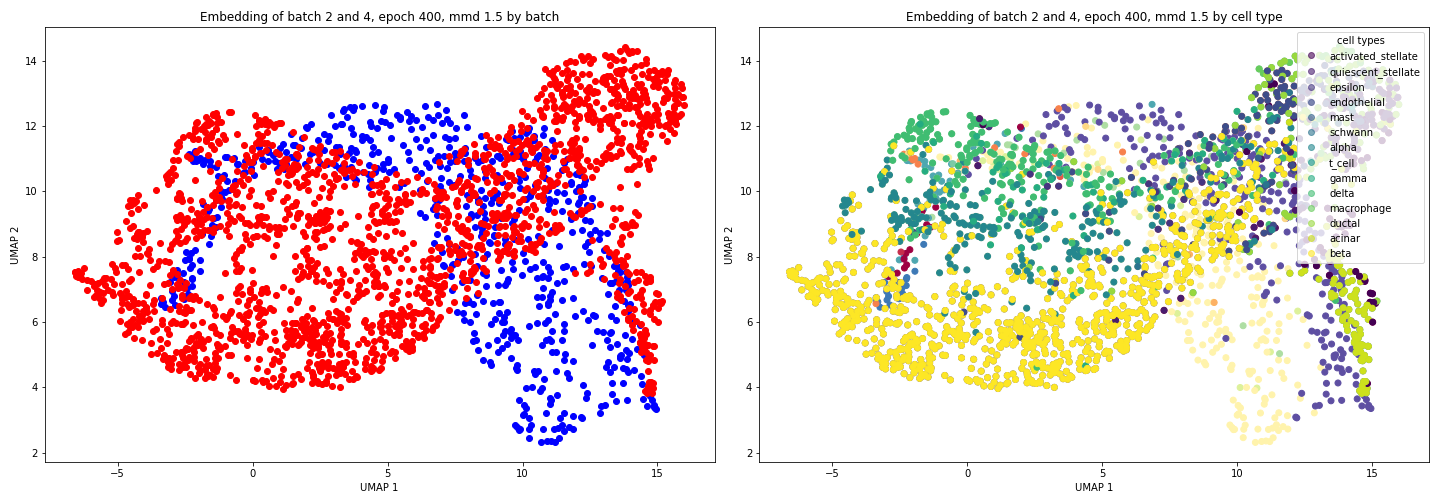 Embedding of batch 2 and 4, epoch 400, mmd 1.5 by batch
14
12
10
8
6
4
2
UMAP 2
−5
0
5
10
15
UMAP 1
Embedding of batch 2 and 4, epoch 400, mmd 1.5 by cell type
cell types
activated_stellate
quiescent_stellate
epsilon
endothelial
mast
schwann
alpha
t_cell
gamma
delta
macrophage
ductal
acinar
beta
14
12
10
8
6
4
2
UMAP 2
−5
0
5
10
15
UMAP 1